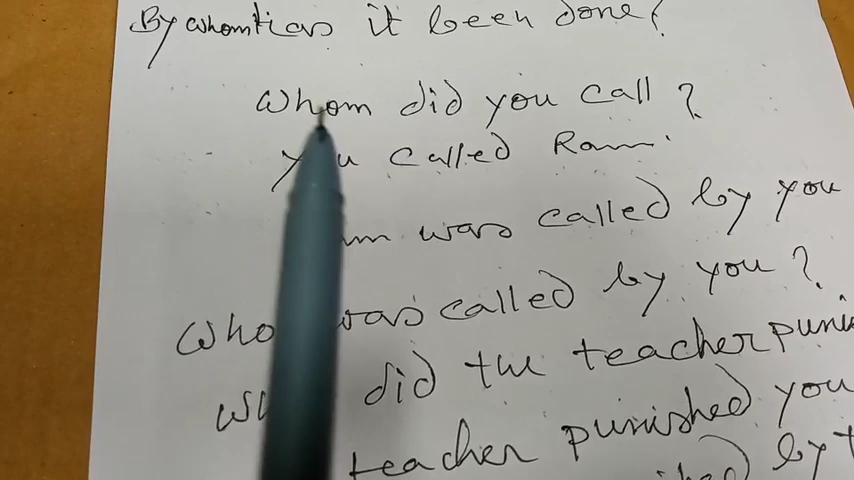 By whom has it been done?
Whom did you call ?
You called Ram.
was called by you
Who was called by you ?
did the teacher
teacher punished you